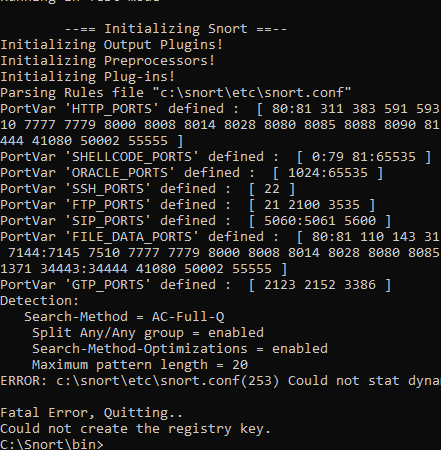 Running in Test mode
--== Initializing Snort ==--
Initializing Output Plugins!
Initializing Preprocessors!
Initializing Plug-ins!
Parsing Rules file "c:\snort\etc\snort.conf"
PortVar 'HTTP_PORTS' defined :  [ 80:81 311 383 591 593
10 7777 7779 8000 8008 8014 8028 8080 8085 8088 8090 81
444 41080 50002 55555 ]
PortVar 'SHELLCODE_PORTS' defined :  [ 0:79 81:65535 ]
PortVar 'ORACLE_PORTS' defined :  [ 1024:65535 ]
PortVar 'SSH_PORTS' defined :  [ 22 ]
PortVar 'FTP_PORTS' defined :  [ 21 2100 3535 ]
PortVar 'SIP_PORTS' defined :  [ 5060:5061 5600 ]
PortVar 'FILE_DATA_PORTS' defined :  [ 80:81 110 143 31
7144:7145 7510 7777 7779 8000 8008 8014 8028 8080 8085
1371 34443:34444 41080 50002 55555 ]
PortVar 'GTP_PORTS' defined :  [ 2123 2152 3386 ]
Detection:
Search-Method = AC-Full-Q
Split Any/Any group = enabled
Search-Method-Optimizations = enabled
Maximum pattern length = 20
ERROR: c:\snort\etc\snort.conf(253) Could not stat dyna
Fatal Error, Quitting..
Could not create the registry key.
C:\Snort\bin>